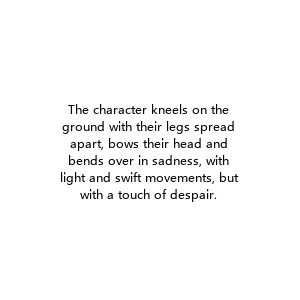 The character kneels on the
ground with their legs spread
apart, bows their head and
bends over in sadness, with
light and swift movements, but
with a touch of despair.